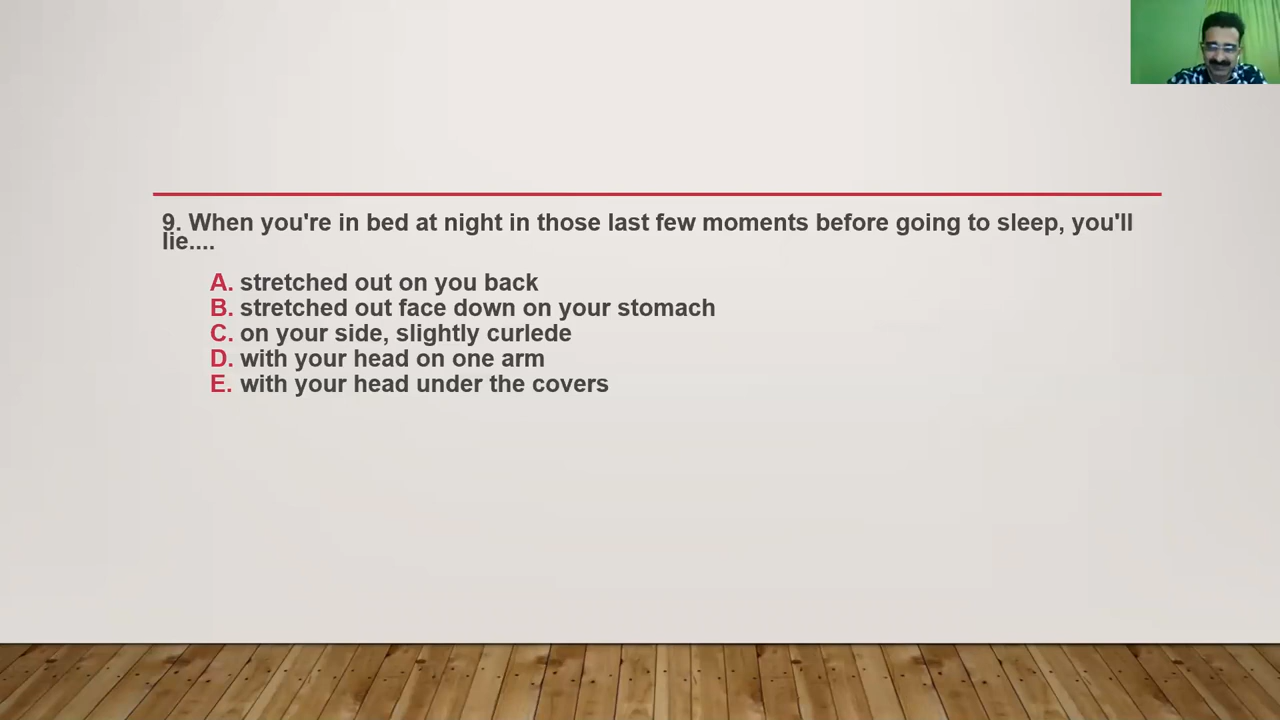 9. When you're in bed at night in those last few moments before going to sleep, you'll
lie....
A. stretched out on you back
B. stretched out face down on your stomach
C. on your side, slightly curlede
D. with your head on one arm
E. with your head under the covers